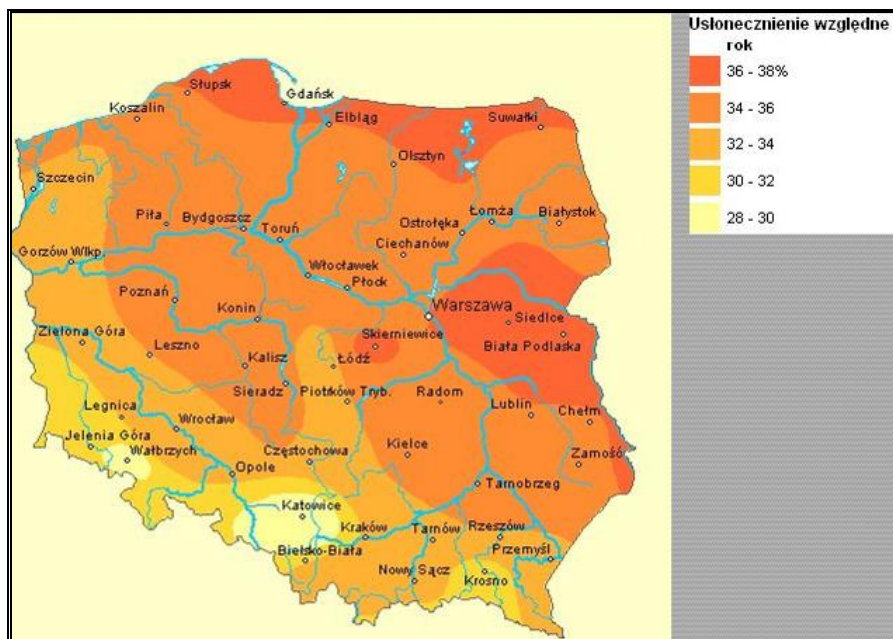 Usłonecznienie względne
rok
36 - 38%
34 - 36
32 - 34
30 - 32
28 - 30
Słupsk
Gdańsk
Koszalin
Elbląg
Suwałki
Olsztyn
Szczecin
Piła
Bydgoszcz
Toruń
Ostrołęka
Łomża
Białystok
Ciechanów
Gorzów Wlkp.
Włocławek
Płock
Poznań
Konin
Warszawa
Siedlce
Skierniewice
Biała Podlaska
Zielona Góra
Leszno
Kalisz
Łódź
Sieradz
Piotrków Tryb.
Radom
Lublin
Chełm
Legnica
Wrocław
Jelenia Góra
Wałbrzych
Opole
Częstochowa
Kielce
Zamość
Tarnobrzeg
Katowice
Kraków
Tarnów
Rzeszów
Przemyśl
Bielsko-Biała
Nowy Sącz
Krosno